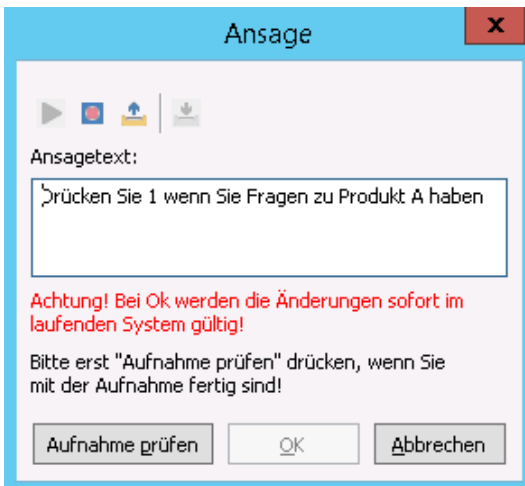 Ansage
x
Ansagetext:
Drücken Sie 1 wenn Sie Fragen zu Produkt A haben
Achtung! Bei Ok werden die Änderungen sofort im
laufenden System gültig!
Bitte erst "Aufnahme prüfen" drücken, wenn Sie
mit der Aufnahme fertig sind!
Aufnahme prüfen OK Abbrechen